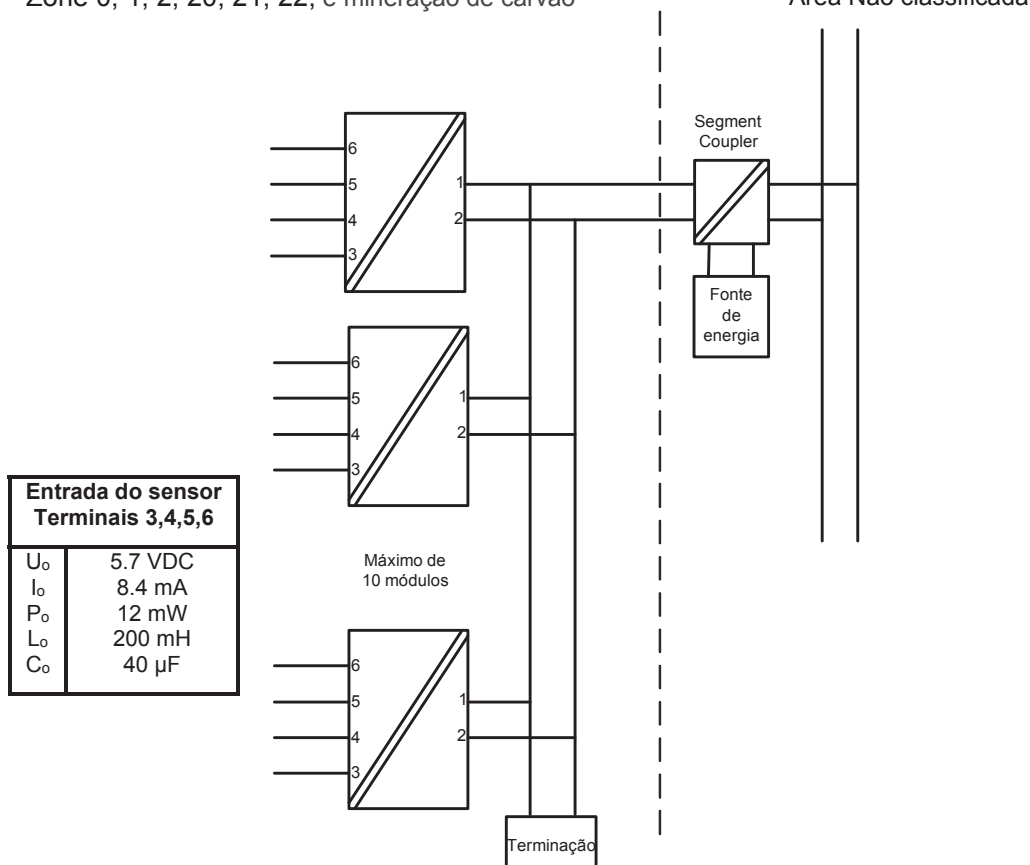 Zone 0, 1, 2, 20, 21, 22, e mineração de carvão
Área Não classificada
Segment
Coupler
Fonte
de
energia
6
5
4
3
1
2
6
5
4
3
1
2
Entrada do sensor
Terminais 3,4,5,6
Uo 5.7 VDC
Io 8.4 mA
Po 12 mW
Lo 200 mH
Co 40 µF
Máximo de
10 módulos
6
5
4
3
1
2
Terminação